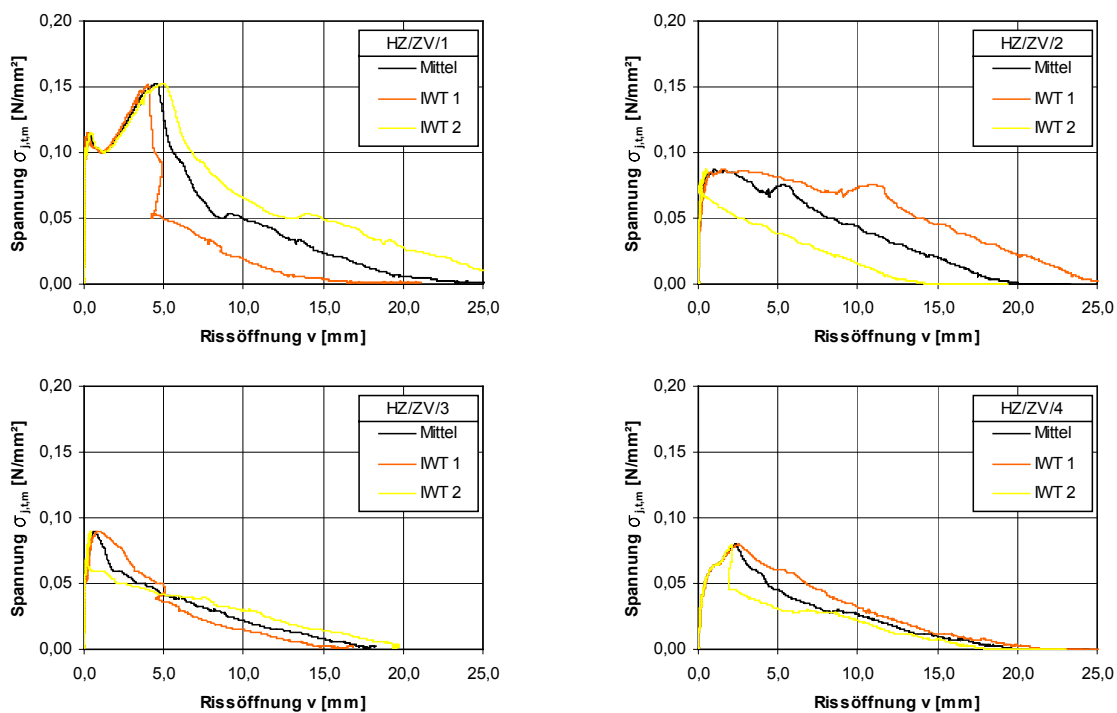 HZ/ZV/1
Mittel
IWT 1
IWT 2
Spannung σj,t,m [N/mm²]
0,20
0,15
0,10
0,05
0,00
0,0 5,0 10,0 15,0 20,0 25,0
Rissöffnung v [mm]
HZ/ZV/2
Mittel
IWT 1
IWT 2
Spannung σj,t,m [N/mm²]
0,20
0,15
0,10
0,05
0,00
0,0 5,0 10,0 15,0 20,0 25,0
Rissöffnung v [mm]
HZ/ZV/3
Mittel
IWT 1
IWT 2
Spannung σj,t,m [N/mm²]
0,20
0,15
0,10
0,05
0,00
0,0 5,0 10,0 15,0 20,0 25,0
Rissöffnung v [mm]
HZ/ZV/4
Mittel
IWT 1
IWT 2
Spannung σj,t,m [N/mm²]
0,20
0,15
0,10
0,05
0,00
0,0 5,0 10,0 15,0 20,0 25,0
Rissöffnung v [mm]